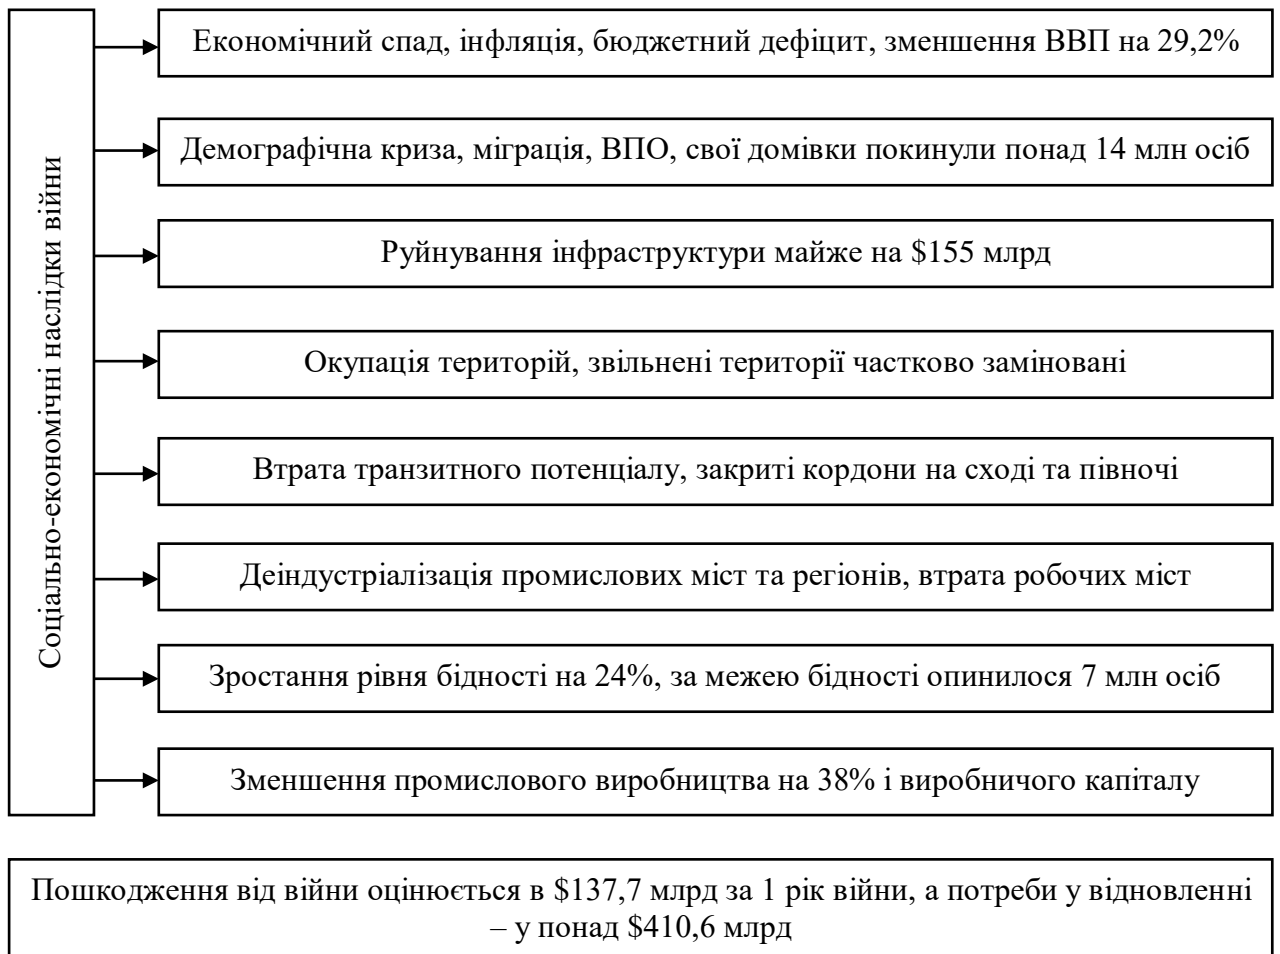 Соціально-економічні наслідки війни
Економічний спад, інфляція, бюджетний дефіцит, зменшення ВВП на 29,2%
Демографічна криза, міграція, ВПО, свої домівки покинули понад 14 млн осіб
Руйнування інфраструктури майже на $155 млрд
Окупація територій, звільнені території частково заміновані
Втрата транзитного потенціалу, закриті кордони на сході та півночі
Деіндустріалізація промислових міст та регіонів, втрата робочих міст
Зростання рівня бідності на 24%, за межею бідності опинилося 7 млн осіб
Зменшення промислового виробництва на 38% і виробничого капіталу
Пошкодження від війни оцінюється в $137,7 млрд за 1 рік війни, а потреби у відновленні
– у понад $410,6 млрд